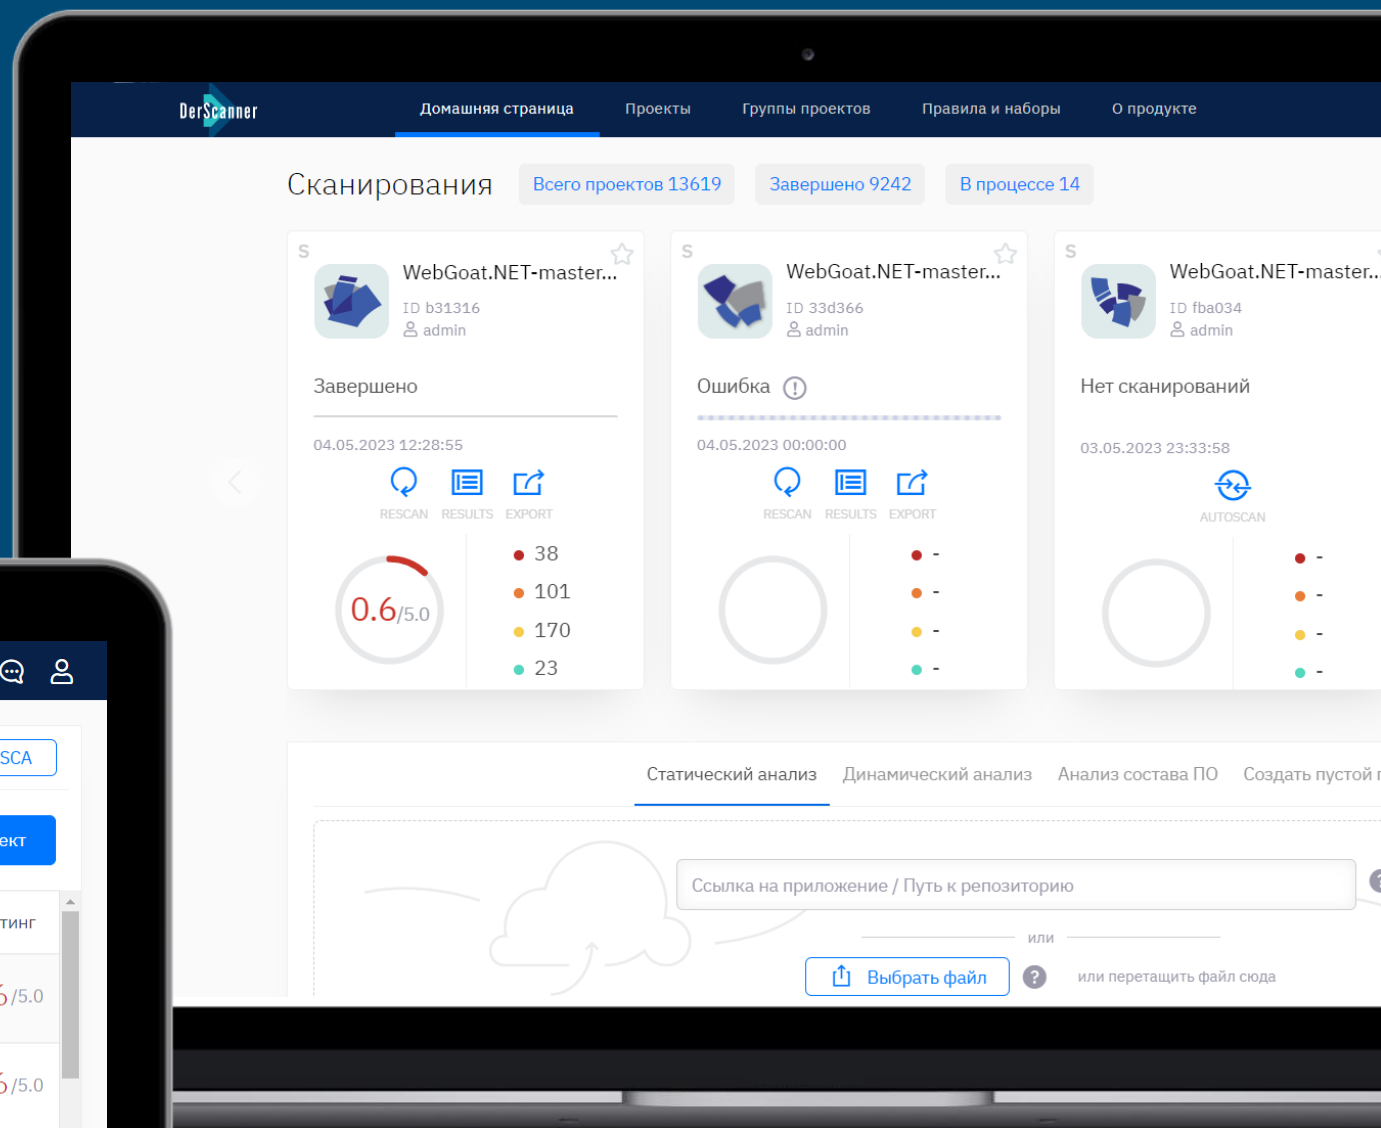 DerScanner
Домашняя страница Проекты Группы проектов Правила и наборы О продукте
Сканирования Всего проектов 13619 Завершено 9242 В процессе 14
S
WebGoat.NET-master...
ID b31316
admin
Завершено
04.05.2023 12:28:55
RESCAN RESULTS EXPORT
0.6/5.0
38
101
170
23
S
WebGoat.NET-master...
ID 33d366
admin
Ошибка
04.05.2023 00:00:00
RESCAN RESULTS EXPORT
-
-
-
-
S
WebGoat.NET-master...
ID fba034
admin
Нет сканирований
03.05.2023 23:33:58
AUTOSCAN
-
-
-
-
Статический анализ Динамический анализ Анализ состава ПО Создать пустой
Ссылка на приложение / Путь к репозиторию
или
Выбрать файл ? или перетащить файл сюда
SCA
ект
тинг
/5.0
/5.0